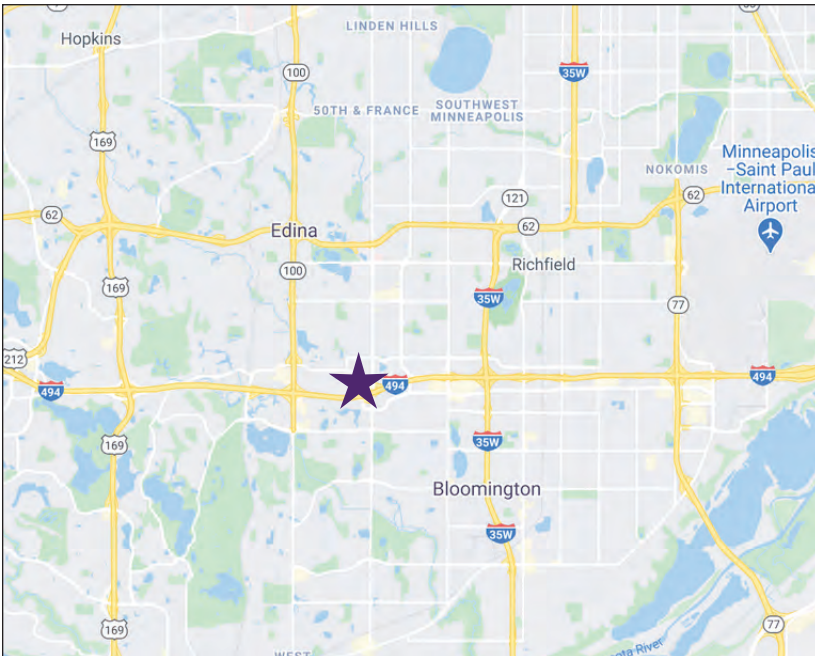 Hopkins
LINDEN HILLS
100
35W
50TH & FRANCE
SOUTHWEST
MINNEAPOLIS
169
NOKOMIS
Minneapolis
-Saint Paul
International
Airport
62
121
62
62
Edina
100
Richfield
169
35W
77
212
494
494
494
169
35W
Bloomington
35W
169
77
WEST